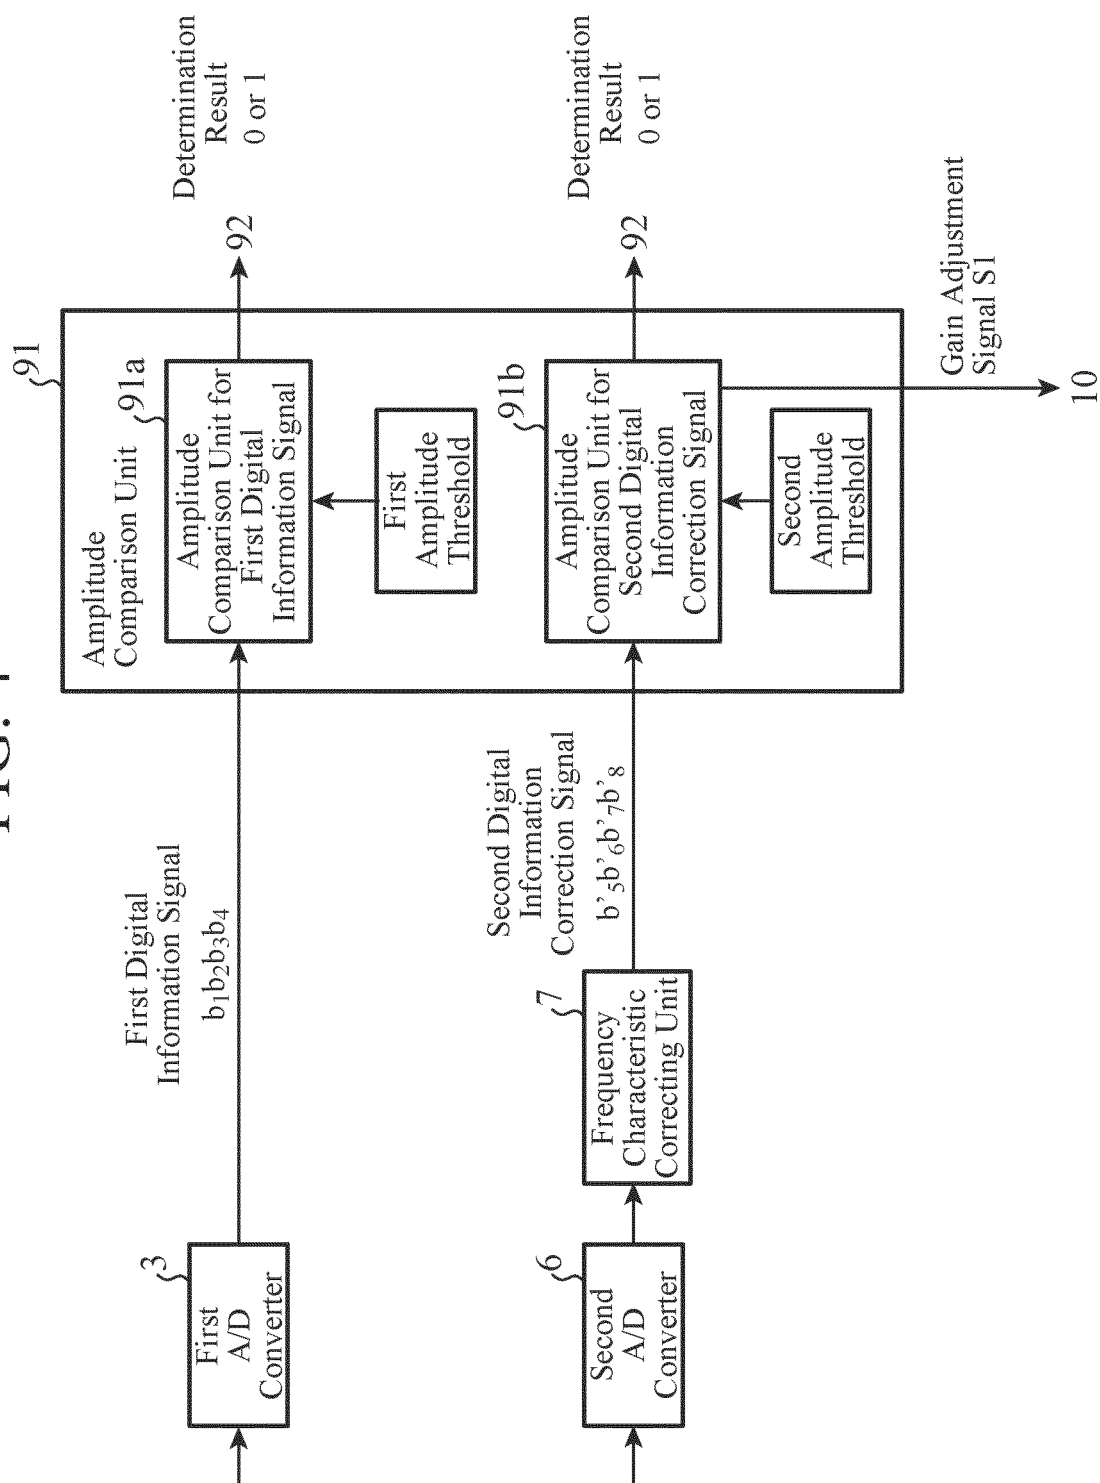 FIG.
91
Amplitude
Comparison Unit
3
First
A/D
Converter
First Digital
Information Signal
b₁b₂b₃b₄
91a
Amplitude
Comparison Unit for
First Digital
Information Signal
First
Amplitude
Threshold
92
Determination
Result
0 or 1
6
Second
A/D
Converter
7
Frequency
Characteristic
Correcting Unit
Second Digital
Information
Correction Signal
b'₅b'₆b'₇b'₈
91b
Amplitude
Comparison Unit for
Second Digital
Information
Correction Signal
Second
Amplitude
Threshold
92
Determination
Result
0 or 1
Gain Adjustment
Signal S1
10